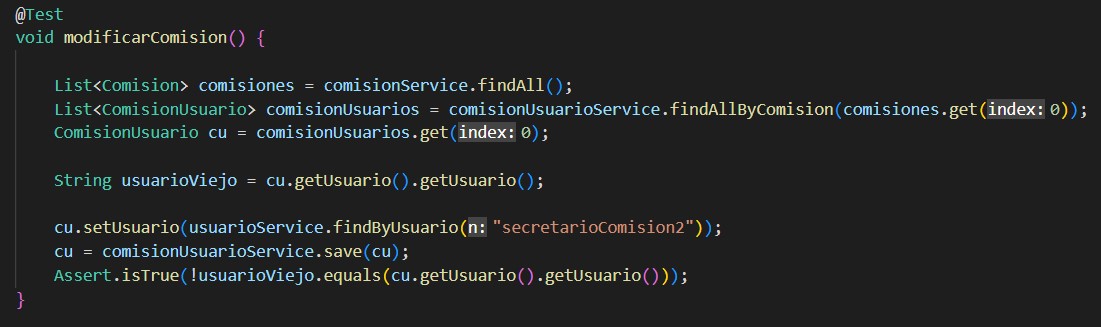 @Test
void modificarComision() {
List<Comision> comisiones = comisionService.findAll();
List<ComisionUsuario> comisionUsuarios = comisionUsuarioService.findAllByComision(comisiones.get(index: 0));
ComisionUsuario cu = comisionUsuarios.get(index: 0);
String usuarioViejo = cu.getUsuario().getUsuario();
cu.setUsuario(usuarioService.findByUsuario(n: "secretarioComision2"));
cu = comisionUsuarioService.save(cu);
Assert.isTrue(!usuarioViejo.equals(cu.getUsuario().getUsuario()));
}